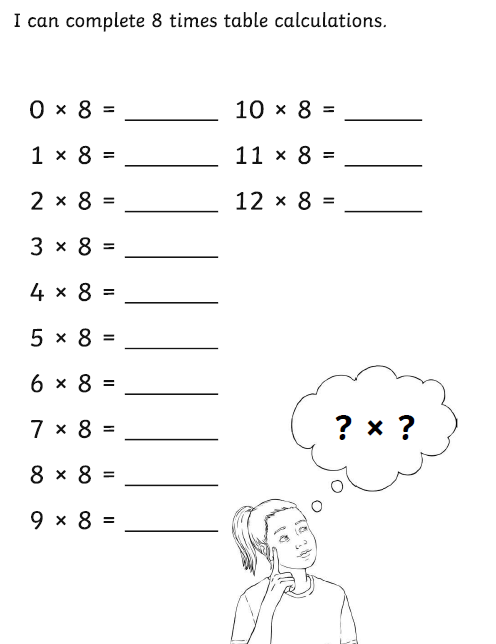 I can complete 8 times table calculations.
0 × 8 = ________ 10 × 8 = ________
1 × 8 = ________ 11 × 8 = ________
2 × 8 = ________ 12 × 8 = ________
3 × 8 = ________
4 × 8 = ________
5 × 8 = ________
6 × 8 = ________
7 × 8 = ________
8 × 8 = ________
9 × 8 = ________
? × ?